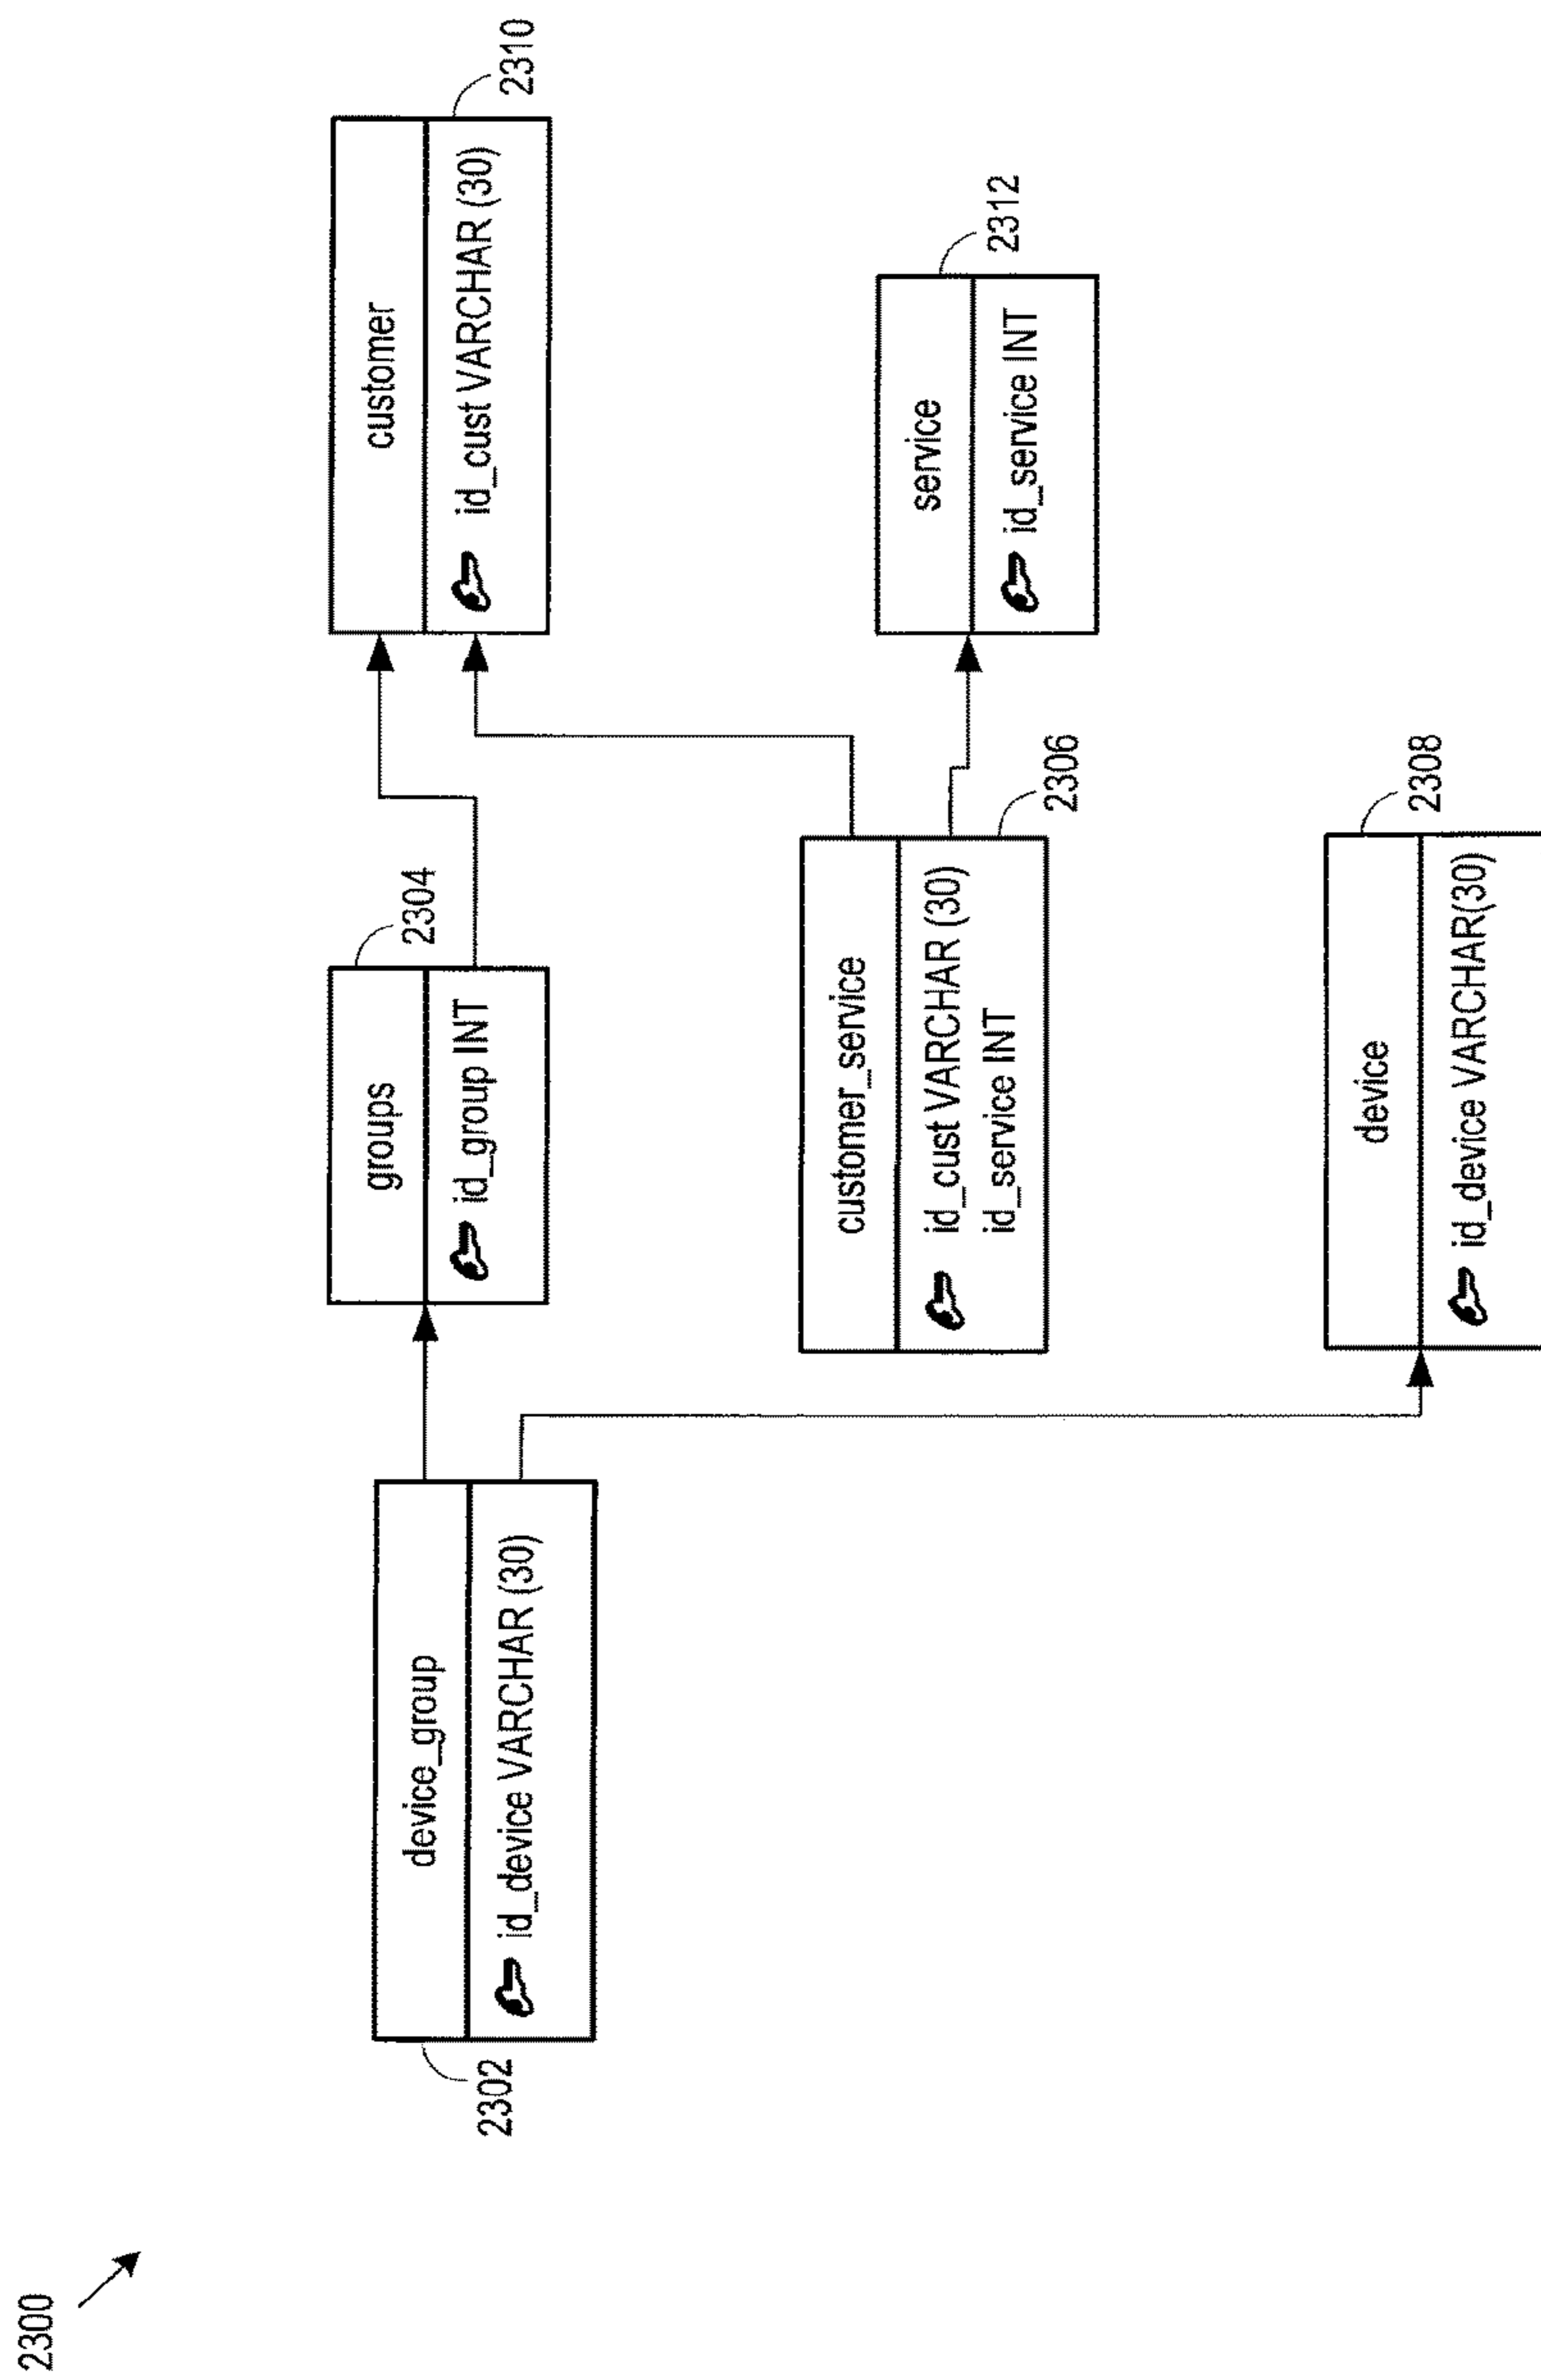 2300
device_group
id_device VARCHAR (30)
2302
groups
id_group INT
2304
customer
id_cust VARCHAR (30)
2310
customer_service
id_cust VARCHAR (30)
id_service INT
2306
service
id_service INT
2312
device
id_device VARCHAR(30)
2308